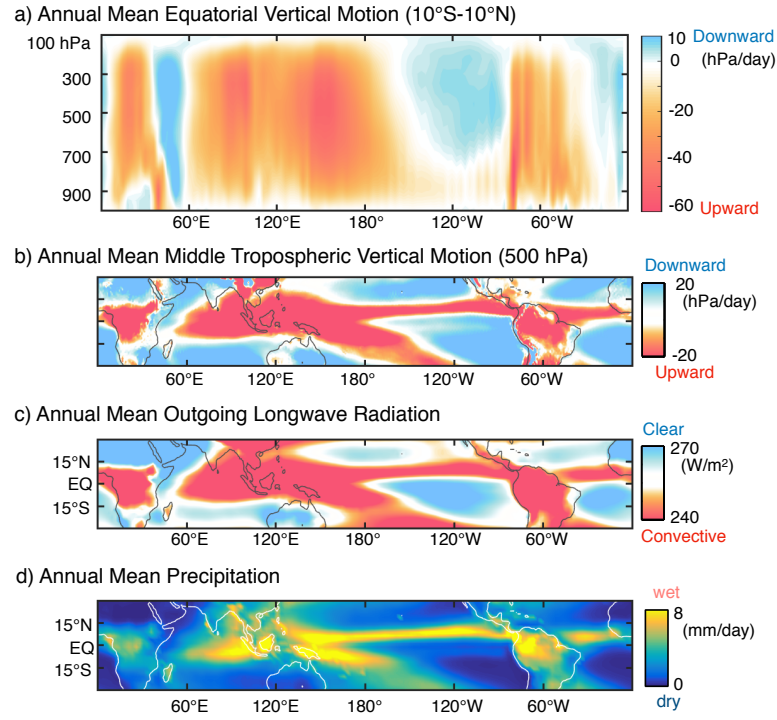 a) Annual Mean Equatorial Vertical Motion (10°S-10°N)
100 hPa
300
500
700
900
60°E 120° 180° 120°W 60°W
10 Downward
0 (hPa/day)
-20
-40
-60 Upward
b) Annual Mean Middle Tropospheric Vertical Motion (500 hPa)
Downward
20
(hPa/day)
-20
Upward
60°E 120°E 180° 120°W 60°W
c) Annual Mean Outgoing Longwave Radiation
Clear
15°N
EQ
15°S
270
(W/m²)
240
Convective
60°E 120°E 180° 120°W 60°W
d) Annual Mean Precipitation
wet
15°N
EQ
15°S
8
(mm/day)
0
dry
60°E 120°E 180° 120°W 60°W